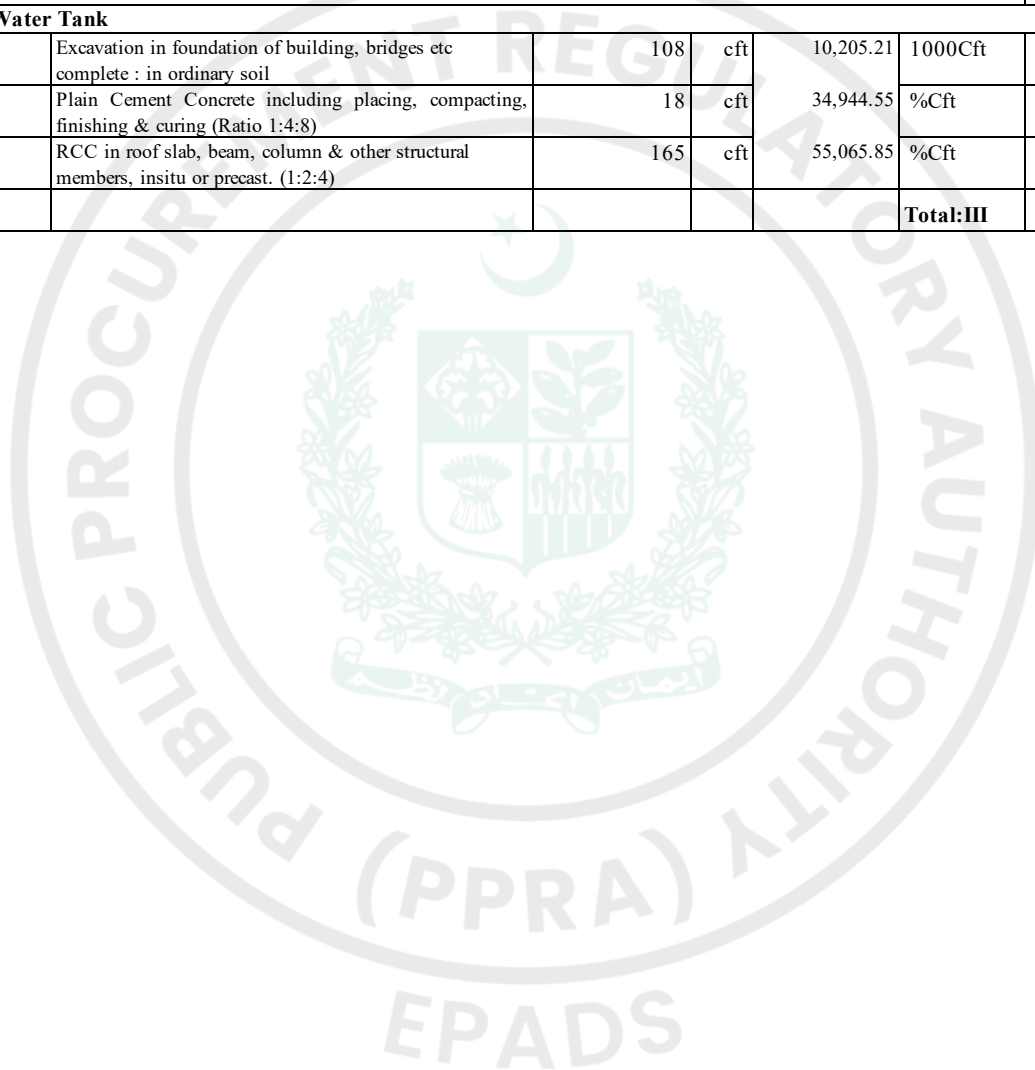 Water Tank
Excavation in foundation of building, bridges etc 108 cft 10,205.21 1000Cft
complete : in ordinary soil
Plain Cement Concrete including placing, compacting, 18 cft 34,944.55 %Cft
finishing & curing (Ratio 1:4:8)
RCC in roof slab, beam, column & other structural 165 cft 55,065.85 %Cft
members, insitu or precast. (1:2:4)
Total:III
PUBLIC PROCUREMENT REGULATORY AUTHORITY
(PPRA)
EPADS